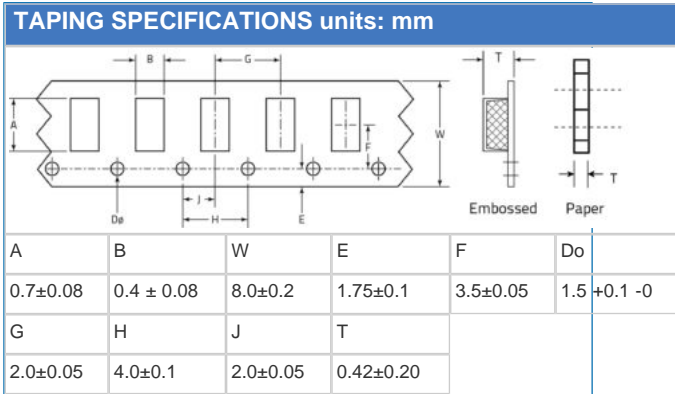 TAPING SPECIFICATIONS units: mm
B
G
T
A
F
W
T
J
H
Dø
E
Embossed Paper
A B W E F Do
0.7±0.08 0.4 ± 0.08 8.0±0.2 1.75±0.1 3.5±0.05 1.5 +0.1 -0
G H J T
2.0±0.05 4.0±0.1 2.0±0.05 0.42±0.20